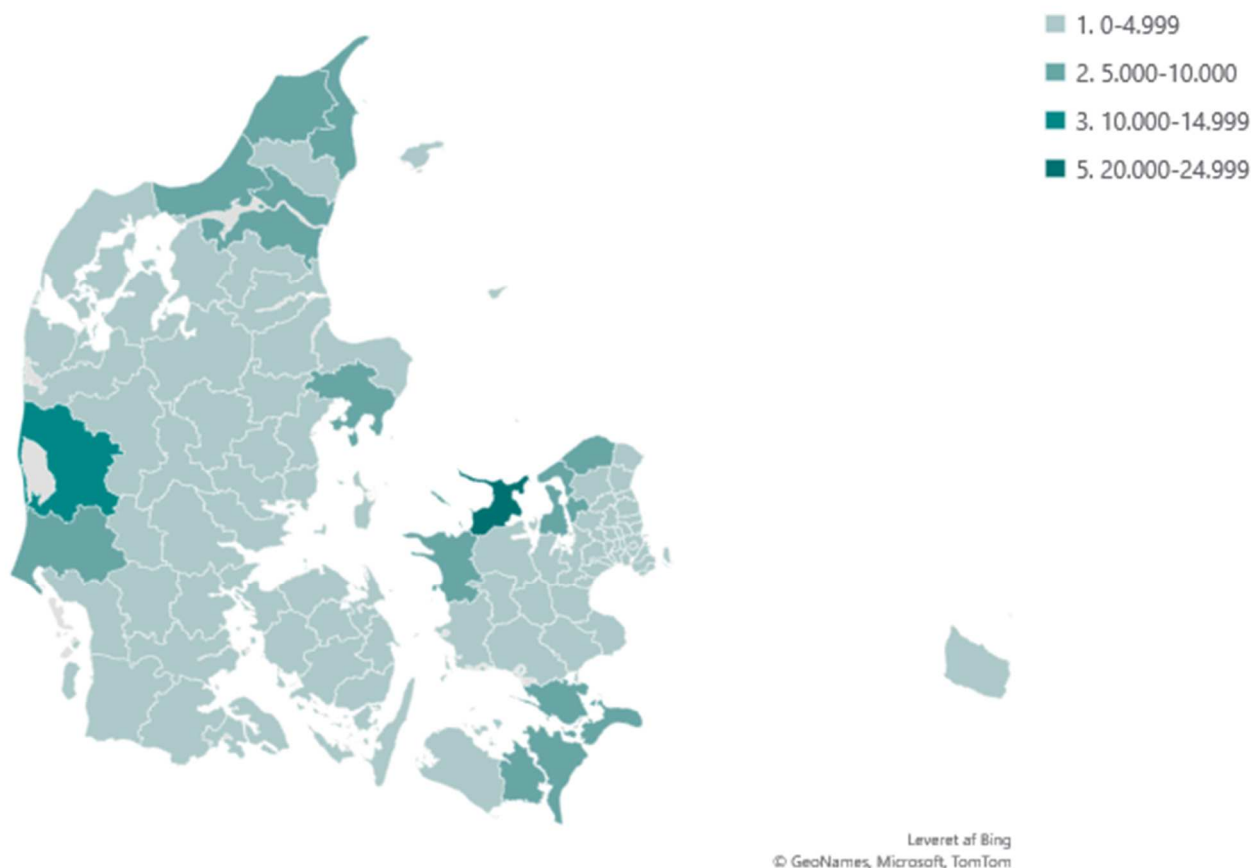 1. 0-4.999
2. 5.000-10.000
3. 10.000-14.999
5. 20.000-24.999
Leveret af Bing
© GeoNames, Microsoft, TomTom